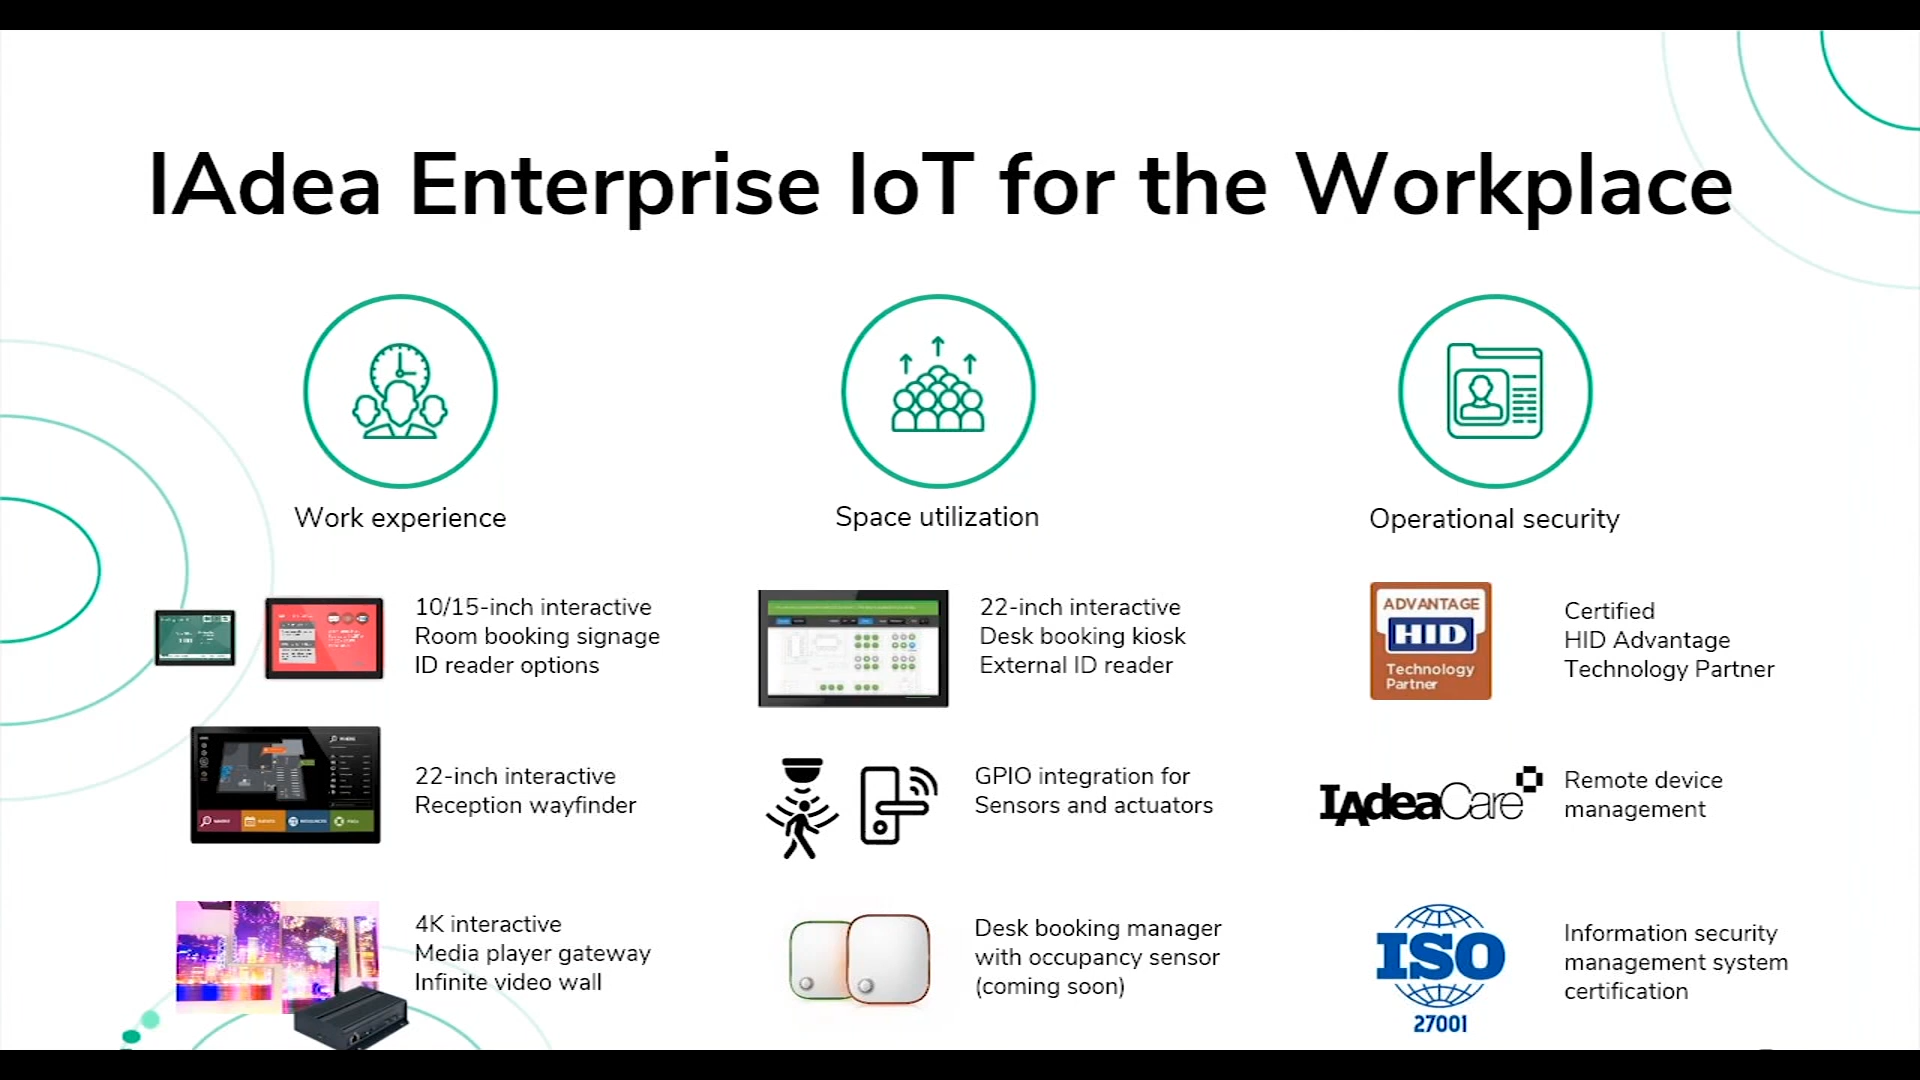 IAdea Enterprise IoT for the Workplace
Work experience
10/15-inch interactive
Room booking signage
ID reader options
22-inch interactive
Reception wayfinder
4K interactive
Media player gateway
Infinite video wall
Space utilization
22-inch interactive
Desk booking kiosk
External ID reader
GPIO integration for
Sensors and actuators
Desk booking manager
with occupancy sensor
(coming soon)
Operational security
ADVANTAGE
HID
Technology
Partner
Certified
HID Advantage
Technology Partner
IAdeaCare
Remote device
management
ISO
27001
Information security
management system
certification